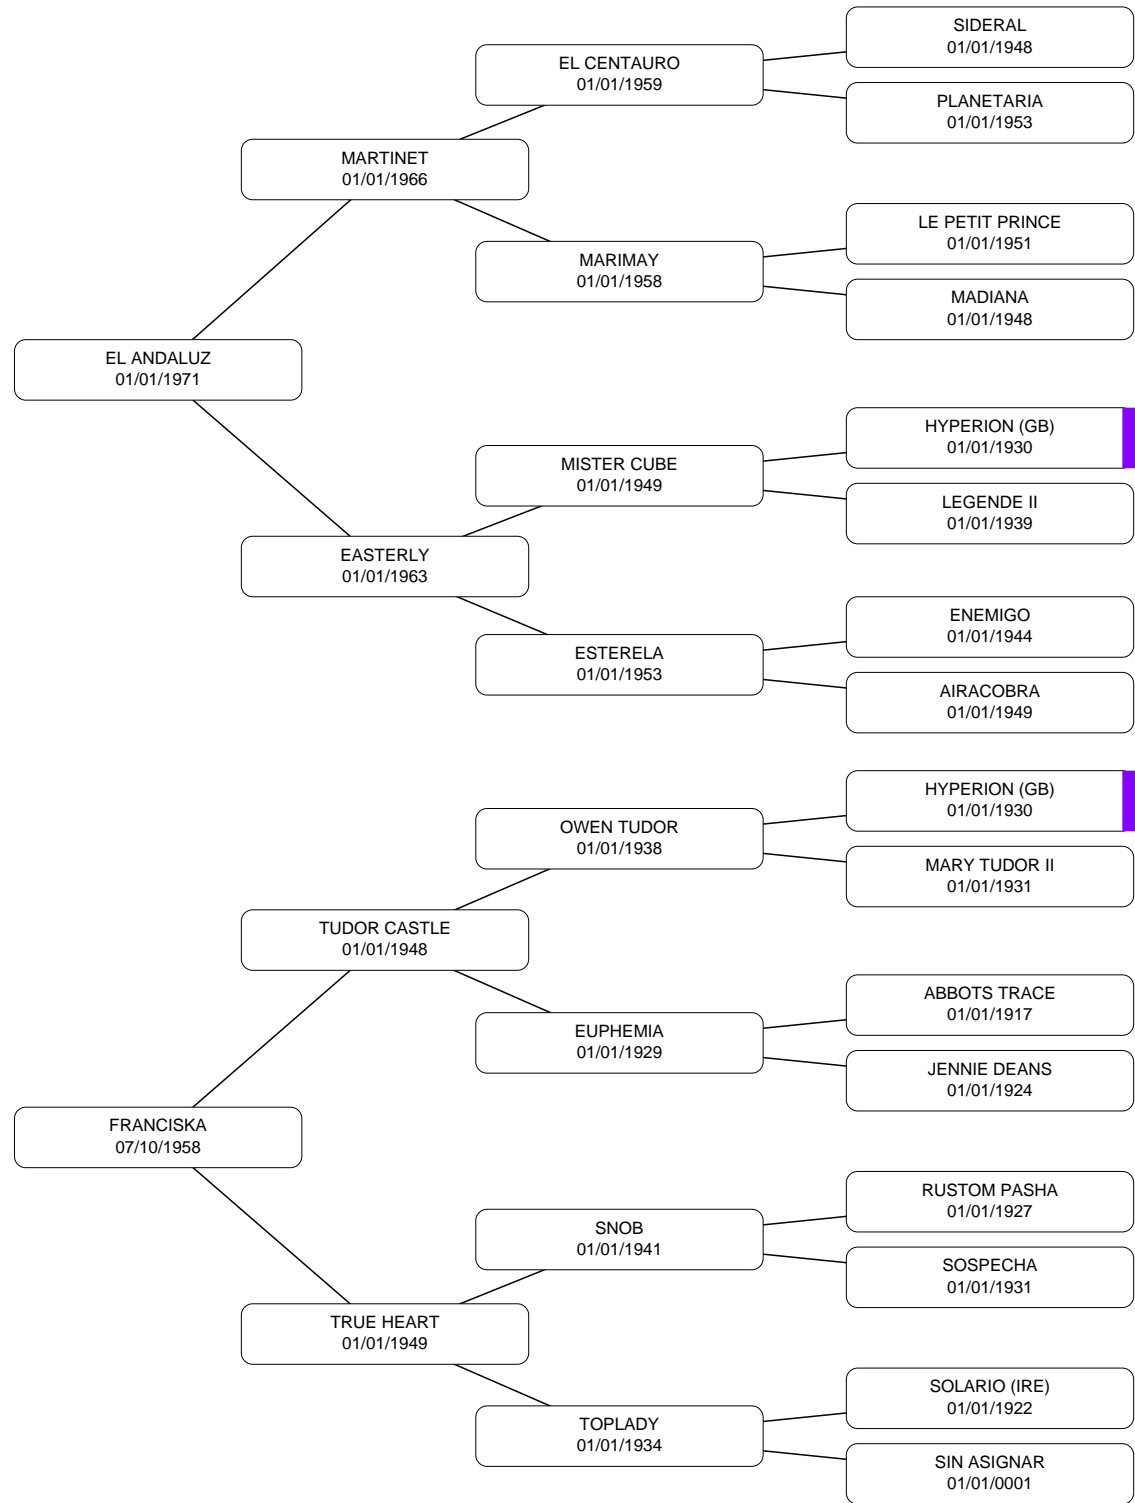 SIDERAL
01/01/1948
EL CENTAURO
01/01/1959
PLANETARIA
01/01/1953
MARTINET
01/01/1966
LE PETIT PRINCE
01/01/1951
MARIMAY
01/01/1958
MADIANA
01/01/1948
EL ANDALUZ
01/01/1971
HYPERION (GB)
01/01/1930
MISTER CUBE
01/01/1949
LEGENDE II
01/01/1939
EASTERLY
01/01/1963
ENEMIGO
01/01/1944
ESTERELA
01/01/1953
AIRACOBRA
01/01/1949
HYPERION (GB)
01/01/1930
OWEN TUDOR
01/01/1938
MARY TUDOR II
01/01/1931
TUDOR CASTLE
01/01/1948
ABBOTS TRACE
01/01/1917
EUPHEMIA
01/01/1929
JENNIE DEANS
01/01/1924
FRANCISKA
07/10/1958
RUSTOM PASHA
01/01/1927
SNOB
01/01/1941
SOSPECHA
01/01/1931
TRUE HEART
01/01/1949
SOLARIO (IRE)
01/01/1922
TOPLADY
01/01/1934
SIN ASIGNAR
01/01/0001